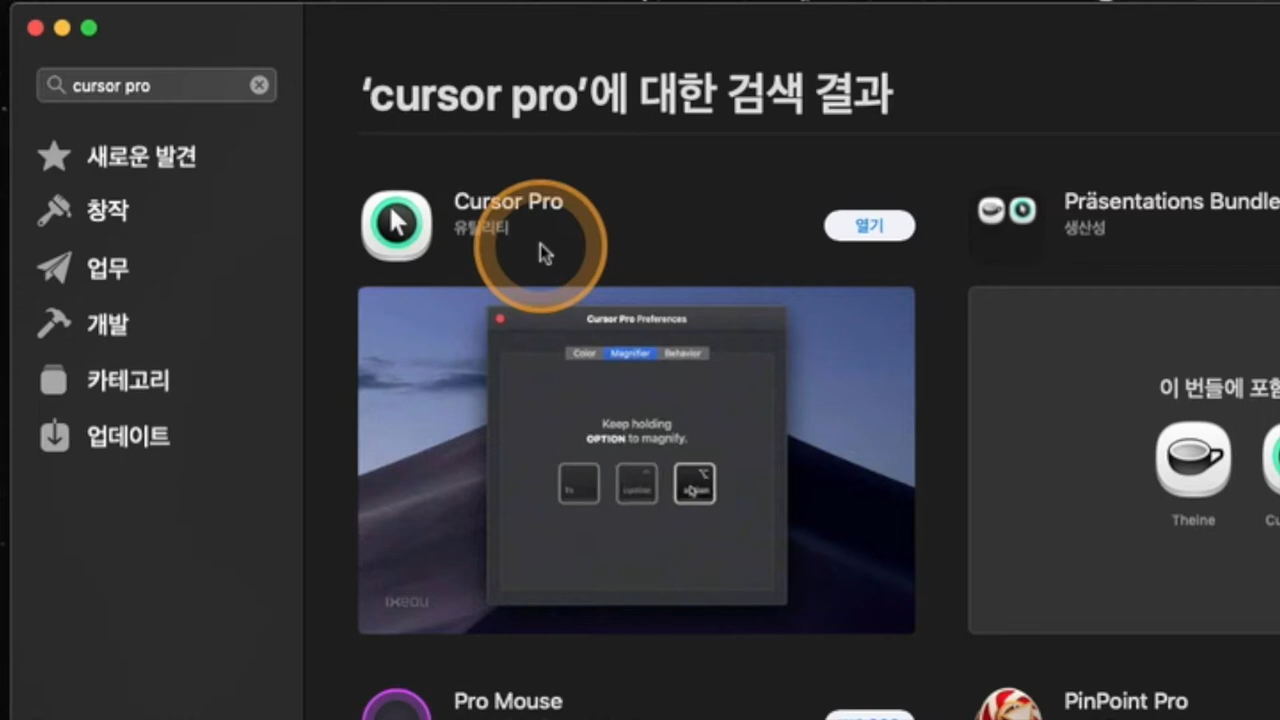 cursor pro
새로운 발견
창작
업무
개발
카테고리
업데이트
‘cursor pro’에 대한 검색 결과
Cursor Pro
유틸리티
열기
Cursor Pro Preferences
Color Magnifier Behavior
Keep holding
OPTION to magnify.
fn
option
Präsentations Bundle
생산성
이 번들에 포함
Theine
Pro Mouse
PinPoint Pro